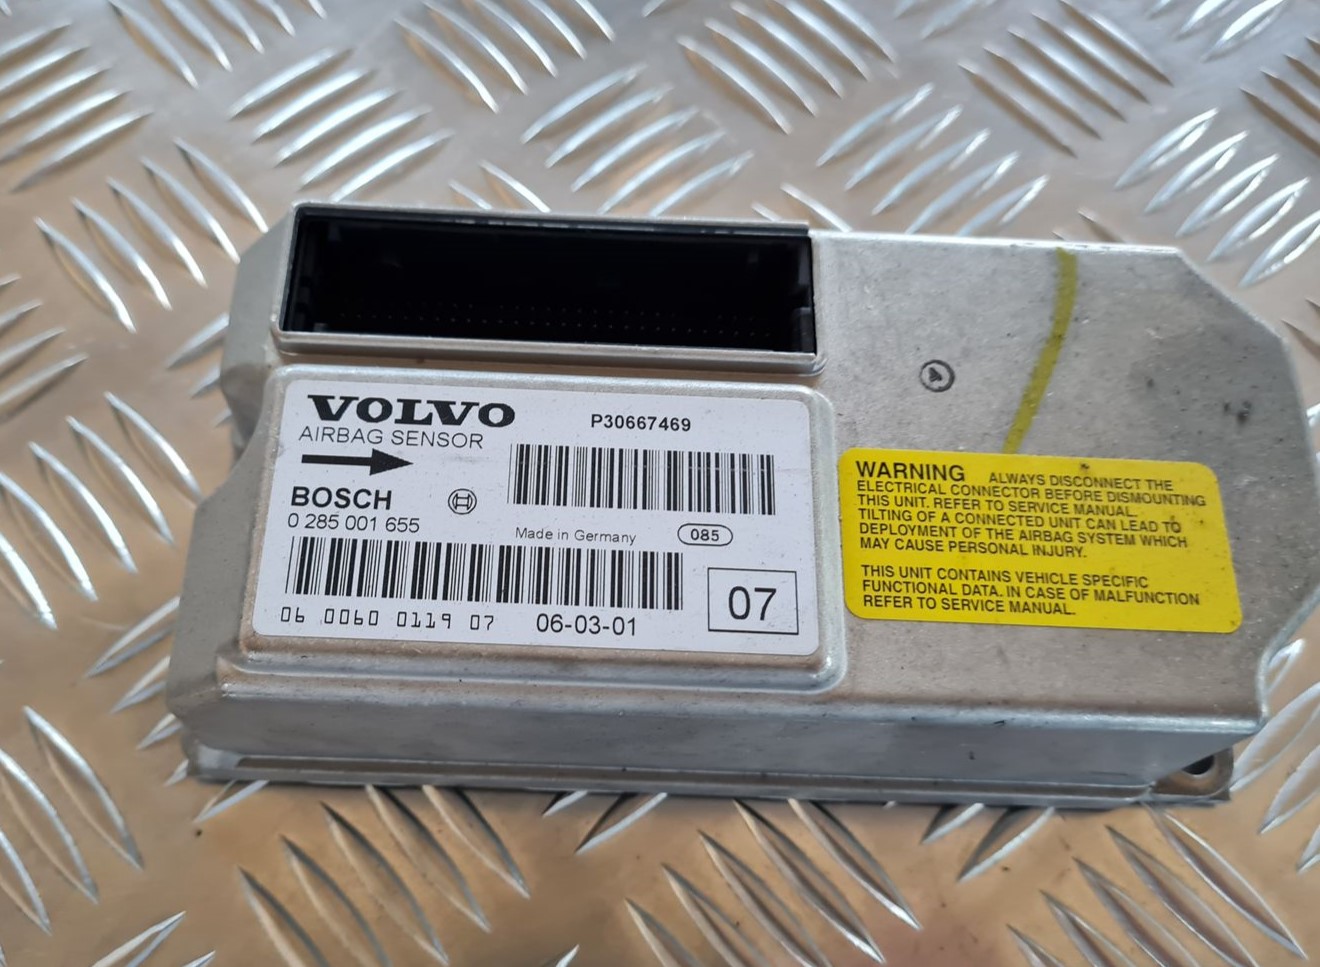 VOLVO
P30667469
AIRBAG SENSOR
BOSCH
0 285 001 655
Made in Germany
085
06 0060 0119 07
06-03-01
07
4
WARNING ALWAYS DISCONNECT THE
ELECTRICAL CONNECTOR BEFORE DISMOUNTING
THIS UNIT. REFER TO SERVICE MANUAL.
TILTING OF A CONNECTED UNIT CAN LEAD TO
DEPLOYMENT OF THE AIRBAG SYSTEM WHICH
MAY CAUSE PERSONAL INJURY.
THIS UNIT CONTAINS VEHICLE SPECIFIC
FUNCTIONAL DATA. IN CASE OF MALFUNCTION
REFER TO SERVICE MANUAL.